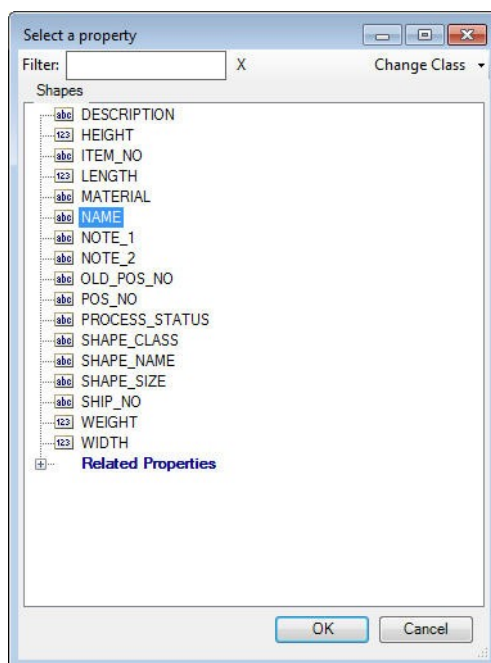 Select a property
Filter: X Change Class
Shapes
abc DESCRIPTION
123 HEIGHT
abc ITEM_NO
123 LENGTH
abc MATERIAL
abc NAME
abc NOTE_1
abc NOTE_2
abc OLD_POS_NO
abc POS_NO
abc PROCESS_STATUS
abc SHAPE_CLASS
abc SHAPE_NAME
abc SHAPE_SIZE
abc SHIP_NO
123 WEIGHT
123 WIDTH
Related Properties
OK Cancel